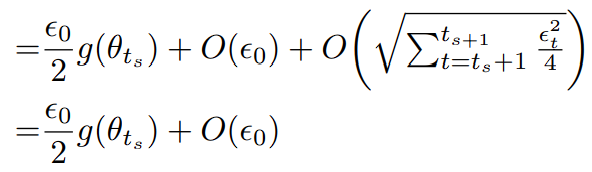 $= \frac{\epsilon_0}{2} g(\theta_{t_s}) + O(\epsilon_0) + O\left(\sqrt{\sum_{t=t_s+1}^{t_{s+1}} \frac{\epsilon_t^2}{4}}\right)$
$= \frac{\epsilon_0}{2} g(\theta_{t_s}) + O(\epsilon_0)$